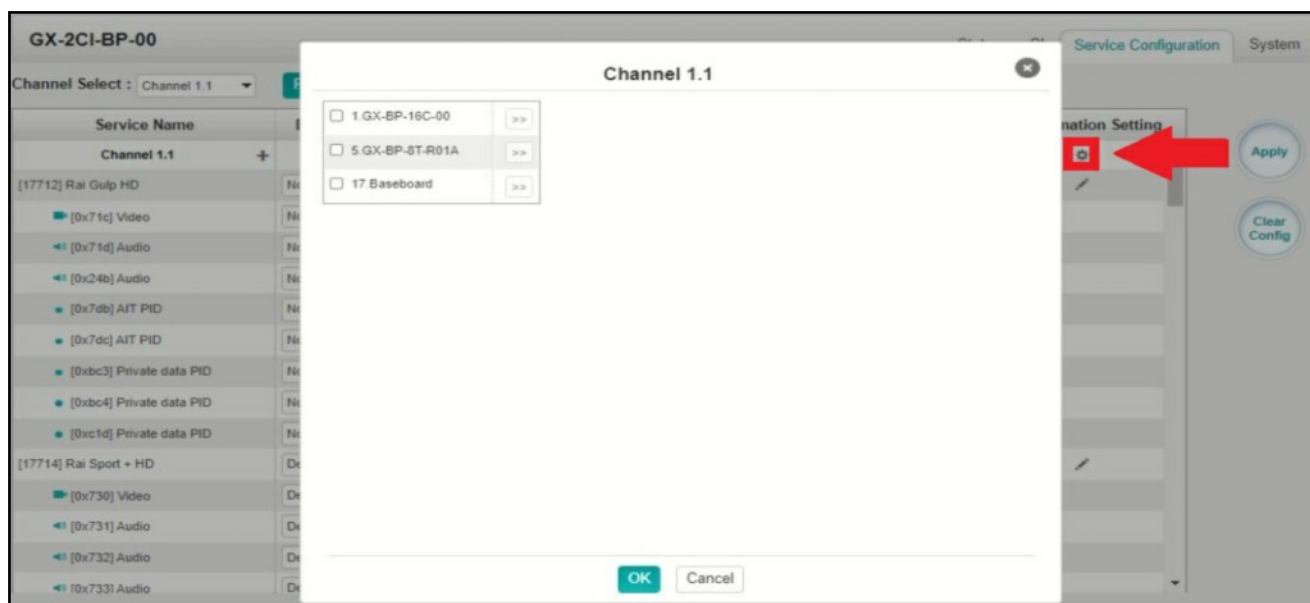 GX-2CI-BP-00
Service Configuration System
Channel Select : Channel 1.1
Channel 1.1
Service Name
1.GX-BP-16C-00 >>
5.GX-BP-8T-R01A >>
17.Baseboard >>
nation Setting
Channel 1.1 +
Apply
[17712] Rai Gulp HD
[0x71c] Video
[0x71d] Audio
Clear
Config
[0x24b] Audio
[0x7db] AIT PID
[0x7dc] AIT PID
[0xbc3] Private data PID
[0xbc4] Private data PID
[0xc1d] Private data PID
[17714] Rai Sport + HD
[0x730] Video
[0x731] Audio
[0x732] Audio
[0x733] Audio
OK Cancel